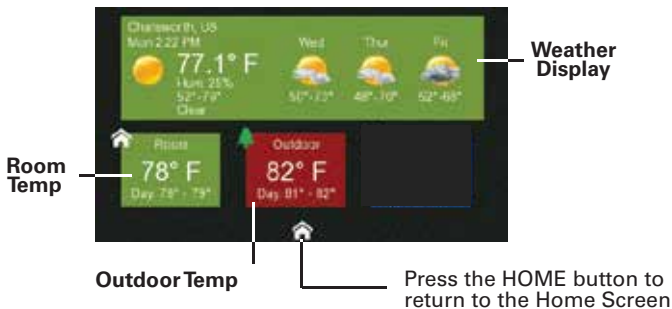 Chatsworth, US
Mon 2:22 PM
77.1° F
Hum: 25%
52°-79°
Clear
Wed
50°-73°
Thur
48°-70°
Fri
52°-68°
Weather
Display
Room
78° F
Day: 78° - 79°
Outdoor
82° F
Day: 81° - 82°
Room
Temp
Outdoor Temp
Press the HOME button to
return to the Home Screen